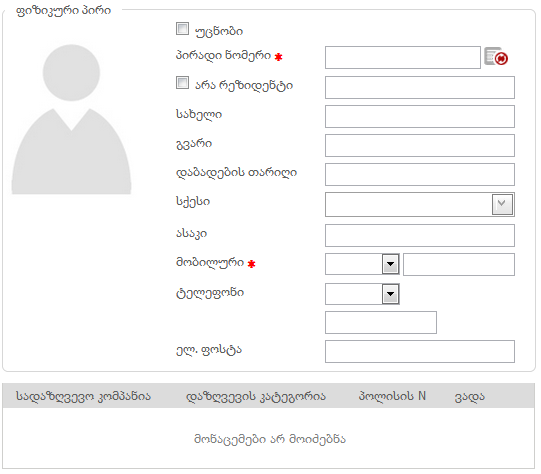 ფიზიკური პირი
უცნობი
პირადი ნომერი *
არა რეზიდენტი
სახელი
გვარი
დაბადების თარიღი
სქესი
ასაკი
მობილური *
ტელეფონი
ელ. ფოსტა
სადაზღვევო კომპანია დაზღვევის კატეგორია პოლისის N ვადა
მონაცემები არ მოიძებნა